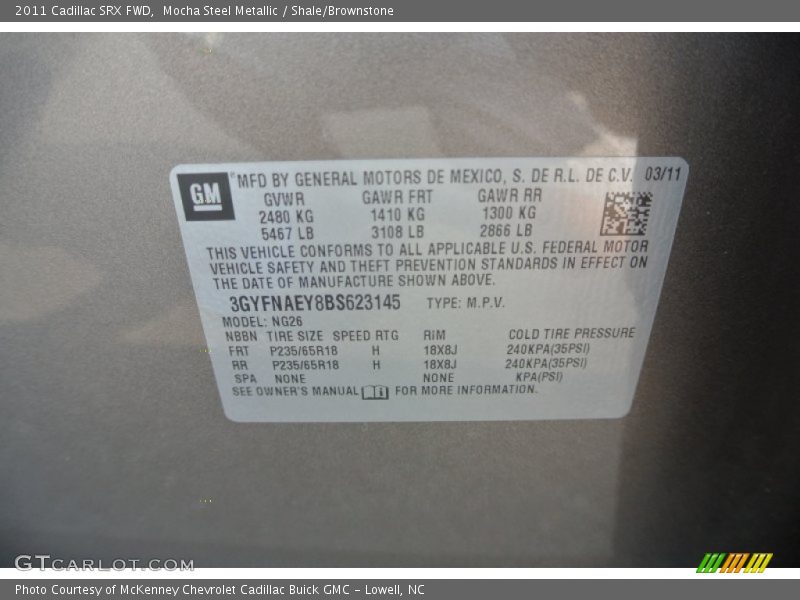 2011 Cadillac SRX FWD, Mocha Steel Metallic / Shale/Brownstone
GM ® MFD BY GENERAL MOTORS DE MEXICO, S. DE R.L. DE C.V. 03/11
GVWR GAWR FRT GAWR RR
2480 KG 1410 KG 1300 KG
5467 LB 3108 LB 2866 LB
THIS VEHICLE CONFORMS TO ALL APPLICABLE U.S. FEDERAL MOTOR
VEHICLE SAFETY AND THEFT PREVENTION STANDARDS IN EFFECT ON
THE DATE OF MANUFACTURE SHOWN ABOVE.
3GYFNAEY8BS623145 TYPE: M.P.V.
MODEL: NG26
NBBN TIRE SIZE SPEED RTG RIM COLD TIRE PRESSURE
FRT P235/65R18 H 18X8J 240KPA(35PSI)
RR P235/65R18 H 18X8J 240KPA(35PSI)
SPA NONE NONE KPA(PSI)
SEE OWNER'S MANUAL FOR MORE INFORMATION.
GTCARLOT.COM
Photo Courtesy of McKenney Chevrolet Cadillac Buick GMC - Lowell, NC